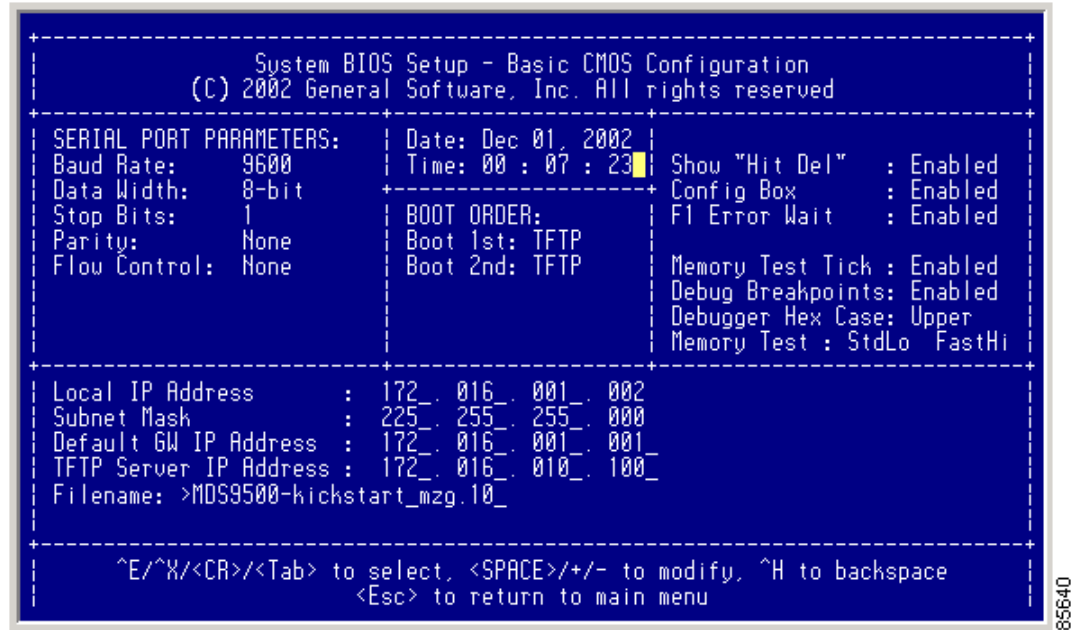 System BIOS Setup - Basic CMOS Configuration
(C) 2002 General Software, Inc. All rights reserved
SERIAL PORT PARAMETERS:
Baud Rate: 9600
Data Width: 8-bit
Stop Bits: 1
Parity: None
Flow Control: None
Date: Dec 01, 2002
Time: 00 : 07 : 23
BOOT ORDER:
Boot 1st: TFTP
Boot 2nd: TFTP
Show "Hit Del" : Enabled
Config Box : Enabled
F1 Error Wait : Enabled
Memory Test Tick : Enabled
Debug Breakpoints: Enabled
Debugger Hex Case: Upper
Memory Test : StdLo FastHi
Local IP Address : 172_. 016_. 001_. 002
Subnet Mask : 225_. 255_. 255_. 000
Default GW IP Address : 172_. 016_. 001_. 001_
TFTP Server IP Address : 172_. 016_. 010_. 100_
Filename: >MDS9500-kickstart_mzg.10_
^E/^X/<CR>/<Tab> to select, <SPACE>/+/- to modify, ^H to backspace
<Esc> to return to main menu
85640